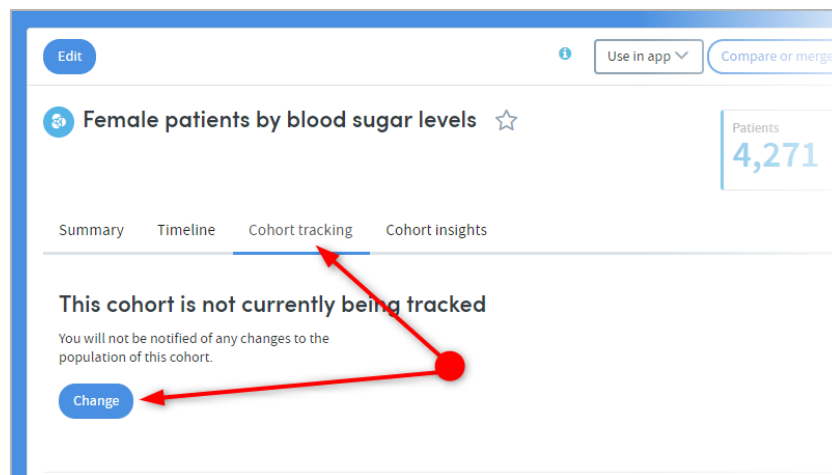 Edit
Use in app
Compare or merge
Female patients by blood sugar levels
Patients
4,271
Summary
Timeline
Cohort tracking
Cohort insights
This cohort is not currently being tracked
You will not be notified of any changes to the
population of this cohort.
Change